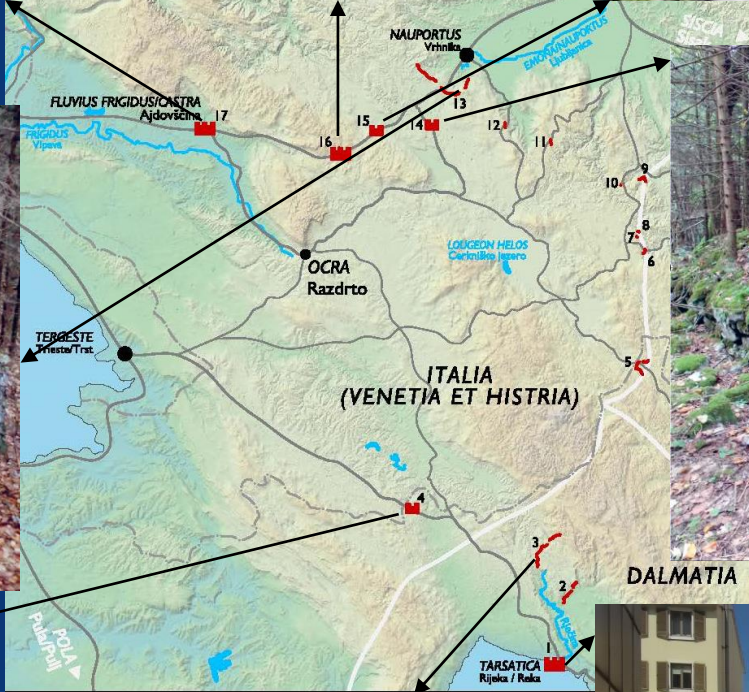 NAUPORTUS
Vrhnika
EMONA/NAUPORTUS
Ljubljanica
SISCIA
FLUVIUS FRIGIDUS/CASTRA
Ajdovščina
17
FRIGIDUS
Vipava
16
15
14
13
12
11
10
9
8
7
6
LOUGEON HELOS
Cerkniško jezero
OCRA
Razdrto
TERGESTE
Trieste/Trst
ITALIA
(VENETIA ET HISTRIA)
5
4
3
2
DALMATIA
POLA
Pula/Pulj
Rječina
1
TARSATICA
Rijeka / Reka